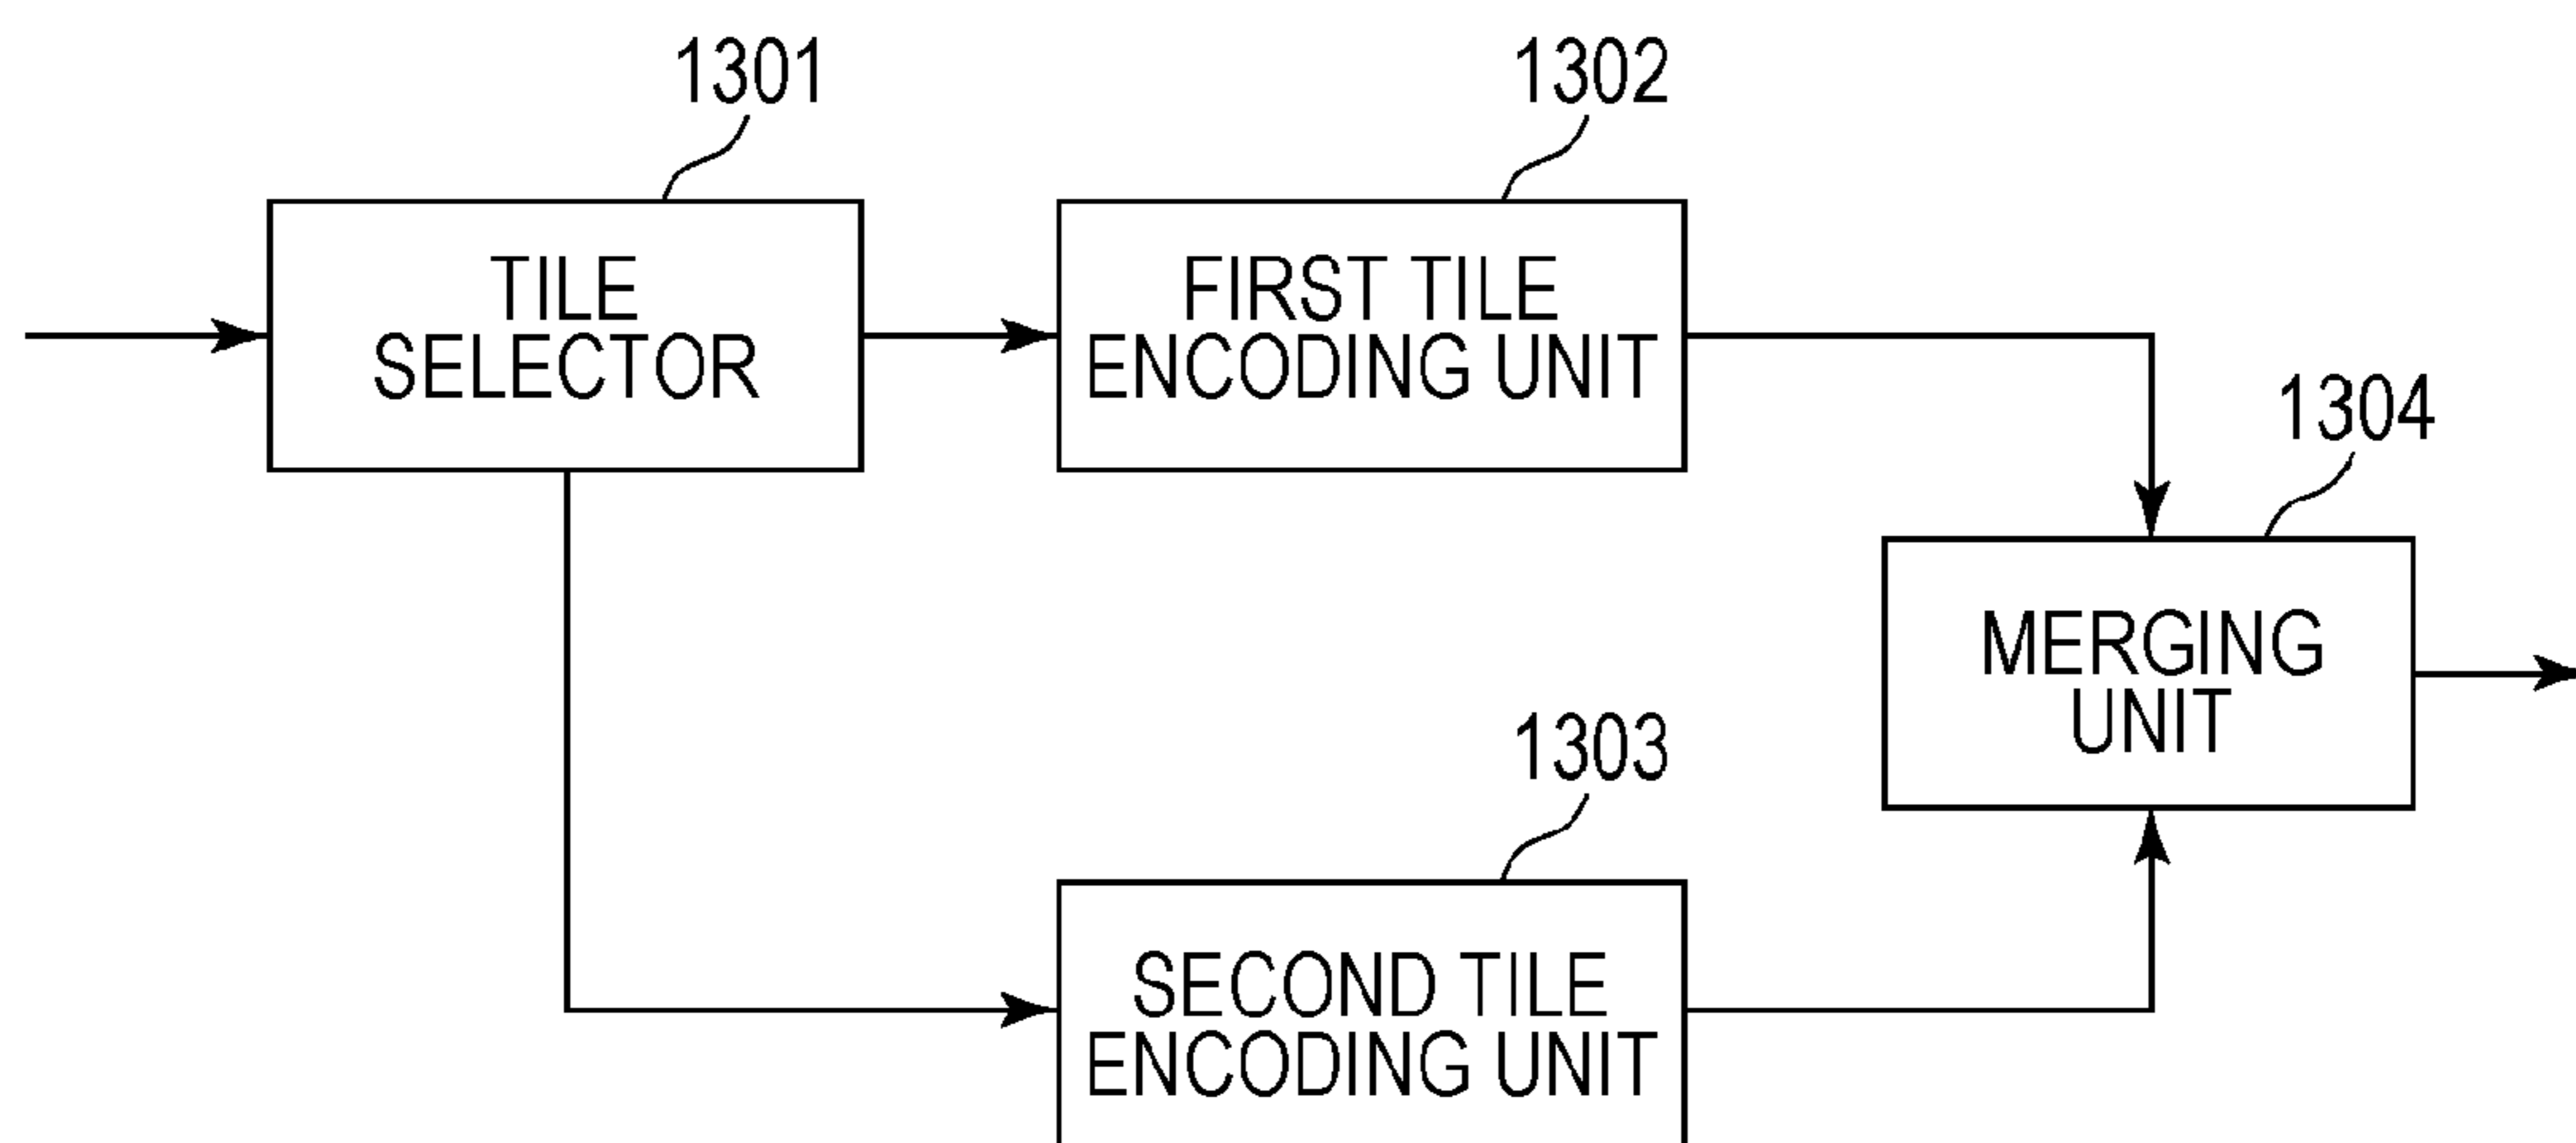 1301
TILE
SELECTOR
1302
FIRST TILE
ENCODING UNIT
1304
MERGING
UNIT
1303
SECOND TILE
ENCODING UNIT